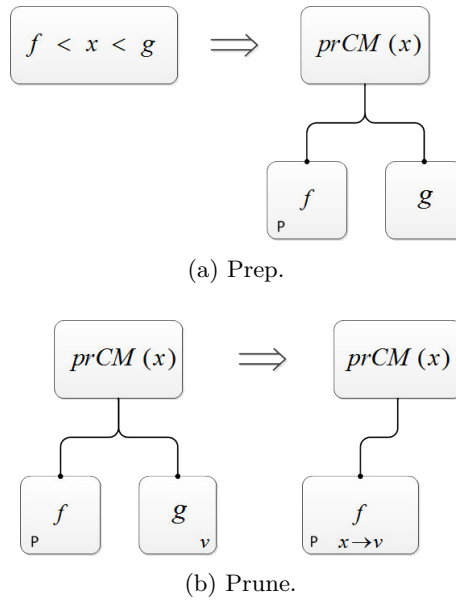 f < x < g ⇒ prCM (x)
f g
P
(a) Prep.
prCM (x) ⇒ prCM (x)
f g f
P v P x→v
(b) Prune.